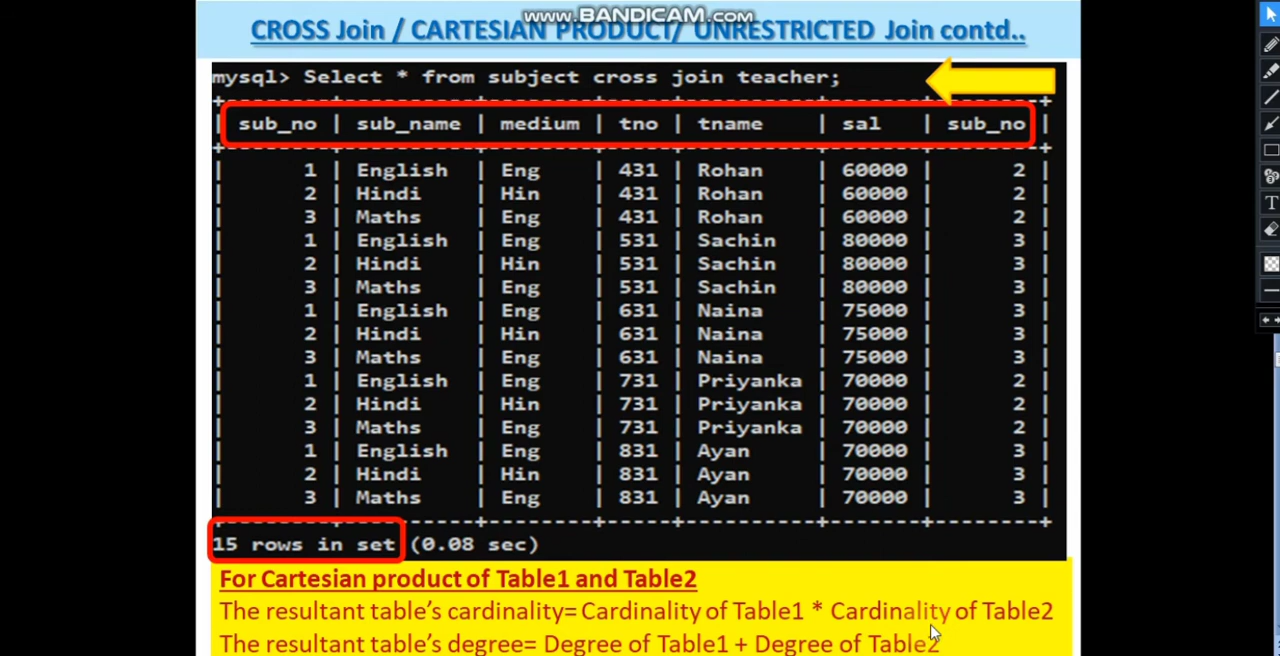 www.BANDICAM.com
CROSS Join / CARTESIAN PRODUCT/ UNRESTRICTED Join contd..
mysql> Select * from subject cross join teacher;
| sub_no | sub_name | medium | tno | tname | sal | sub_no |
| 1 | English | Eng | 431 | Rohan | 60000 | 2 |
| 2 | Hindi | Hin | 431 | Rohan | 60000 | 2 |
| 3 | Maths | Eng | 431 | Rohan | 60000 | 2 |
| 1 | English | Eng | 531 | Sachin | 80000 | 3 |
| 2 | Hindi | Hin | 531 | Sachin | 80000 | 3 |
| 3 | Maths | Eng | 531 | Sachin | 80000 | 3 |
| 1 | English | Eng | 631 | Naina | 75000 | 3 |
| 2 | Hindi | Hin | 631 | Naina | 75000 | 3 |
| 3 | Maths | Eng | 631 | Naina | 75000 | 3 |
| 1 | English | Eng | 731 | Priyanka | 70000 | 2 |
| 2 | Hindi | Hin | 731 | Priyanka | 70000 | 2 |
| 3 | Maths | Eng | 731 | Priyanka | 70000 | 2 |
| 1 | English | Eng | 831 | Ayan | 70000 | 3 |
| 2 | Hindi | Hin | 831 | Ayan | 70000 | 3 |
| 3 | Maths | Eng | 831 | Ayan | 70000 | 3 |
15 rows in set (0.08 sec)
For Cartesian product of Table1 and Table2
The resultant table's cardinality= Cardinality of Table1 * Cardinality of Table2
The resultant table's degree= Degree of Table1 + Degree of Table2